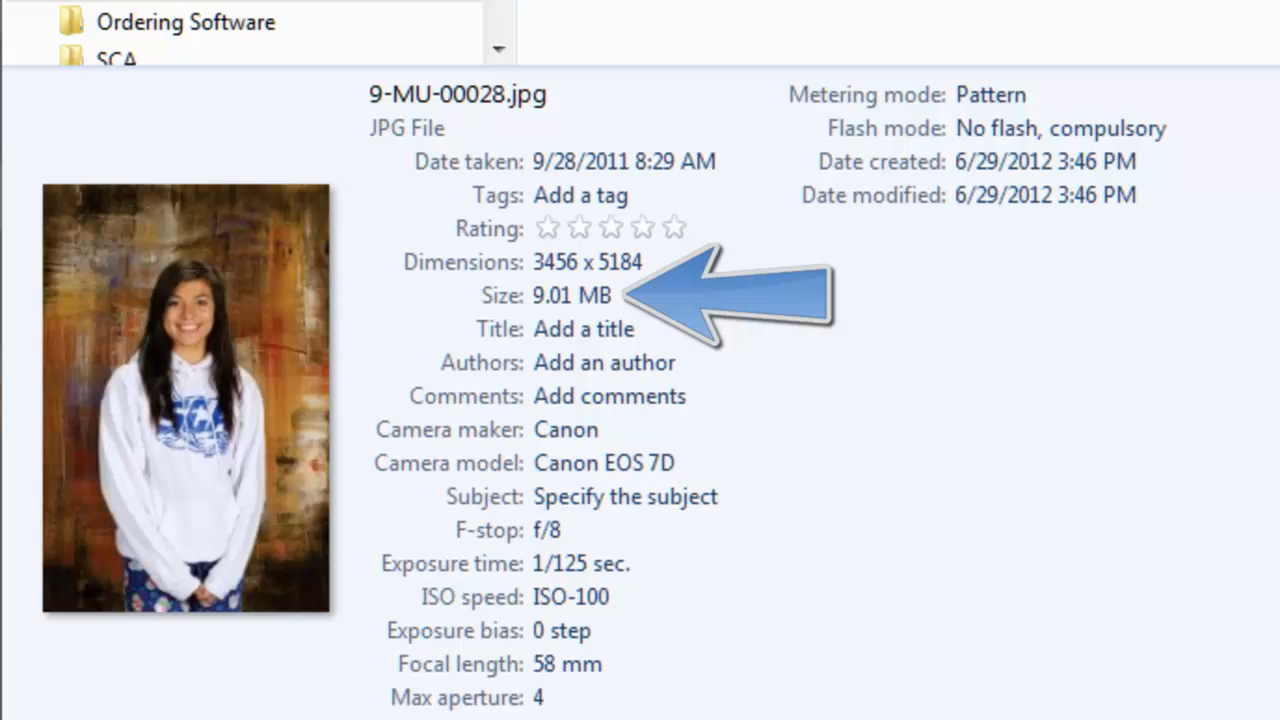 Ordering Software
SCA
9-MU-00028.jpg
JPG File
Date taken: 9/28/2011 8:29 AM
Tags: Add a tag
Rating:
Dimensions: 3456 x 5184
Size: 9.01 MB
Title: Add a title
Authors: Add an author
Comments: Add comments
Camera maker: Canon
Camera model: Canon EOS 7D
Subject: Specify the subject
F-stop: f/8
Exposure time: 1/125 sec.
ISO speed: ISO-100
Exposure bias: 0 step
Focal length: 58 mm
Max aperture: 4
Metering mode: Pattern
Flash mode: No flash, compulsory
Date created: 6/29/2012 3:46 PM
Date modified: 6/29/2012 3:46 PM